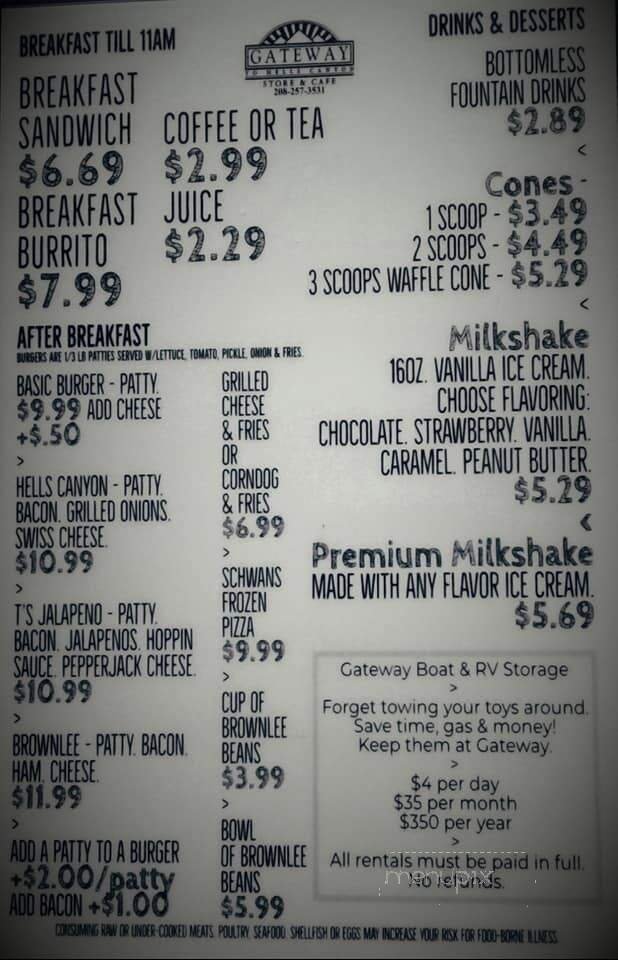 BREAKFAST TILL 11AM
BREAKFAST
SANDWICH
$6.69
COFFEE OR TEA
$2.99
BREAKFAST
BURRITO
$7.99
JUICE
$2.29
GATEWAY
TO HELLS CANYON
STORE & CAFE
208-257-3531
DRINKS & DESSERTS
BOTTOMLESS
FOUNTAIN DRINKS
$2.89
<
Cones -
1 SCOOP - $3.49
2 SCOOPS - $4.49
3 SCOOPS WAFFLE CONE - $5.29
<
Milkshake
16OZ. VANILLA ICE CREAM.
CHOOSE FLAVORING:
CHOCOLATE. STRAWBERRY. VANILLA.
CARAMEL. PEANUT BUTTER.
$5.29
<
Premium Milkshake
MADE WITH ANY FLAVOR ICE CREAM.
$5.69
AFTER BREAKFAST
BURGERS ARE 1/3 LB PATTIES SERVED W/LETTUCE, TOMATO, PICKLE, ONION & FRIES.
BASIC BURGER - PATTY.
$9.99 ADD CHEESE
+$.50
>
HELLS CANYON - PATTY.
BACON. GRILLED ONIONS.
SWISS CHEESE.
$10.99
>
T'S JALAPENO - PATTY.
BACON. JALAPENOS. HOPPIN
SAUCE. PEPPERJACK CHEESE.
$10.99
>
BROWNLEE - PATTY. BACON.
HAM. CHEESE.
$11.99
>
ADD A PATTY TO A BURGER
+$2.00/patty
ADD BACON +$1.00
GRILLED
CHEESE
& FRIES
OR
CORNDOG
& FRIES
$6.99
>
SCHWANS
FROZEN
PIZZA
$9.99
>
CUP OF
BROWNLEE
BEANS
$3.99
>
BOWL
OF BROWNLEE
BEANS
$5.99
Gateway Boat & RV Storage
>
Forget towing your toys around.
Save time, gas & money!
Keep them at Gateway.
>
$4 per day
$35 per month
$350 per year
>
All rentals must be paid in full.
No refunds.
menupix
CONSUMING RAW OR UNDER-COOKED MEATS, POULTRY, SEAFOOD, SHELLFISH OR EGGS MAY INCREASE YOUR RISK FOR FOOD-BORNE ILLNESS.